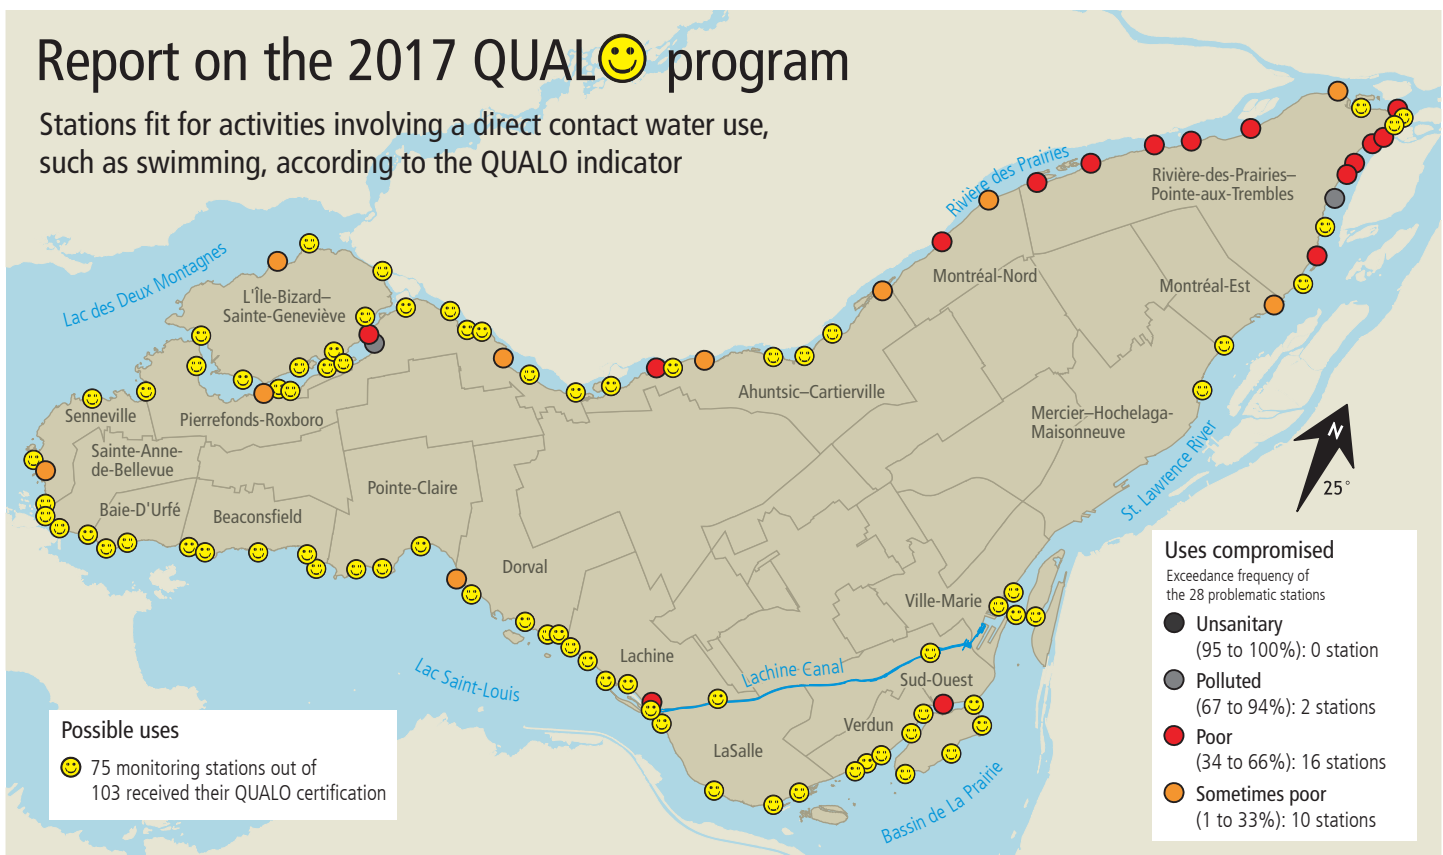 Report on the 2017 QUALO program
Stations fit for activities involving a direct contact water use,
such as swimming, according to the QUALO indicator
Rivière des Prairies
Rivière-des-Prairies–
Pointe-aux-Trembles
Lac des Deux Montagnes
L'Île-Bizard–
Sainte-Geneviève
Montréal-Nord
Montréal-Est
Ahuntsic–Cartierville
Senneville
Pierrefonds-Roxboro
Mercier–Hochelaga-
Maisonneuve
Sainte-Anne-
de-Bellevue
St. Lawrence River
N
25°
Pointe-Claire
Baie-D'Urfé
Beaconsfield
Dorval
Ville-Marie
Lachine
Lachine Canal
Lac Saint-Louis
Sud-Ouest
Verdun
LaSalle
Bassin de La Prairie
Possible uses
75 monitoring stations out of
103 received their QUALO certification
Uses compromised
Exceedance frequency of
the 28 problematic stations
Unsanitary
(95 to 100%): 0 station
Polluted
(67 to 94%): 2 stations
Poor
(34 to 66%): 16 stations
Sometimes poor
(1 to 33%): 10 stations